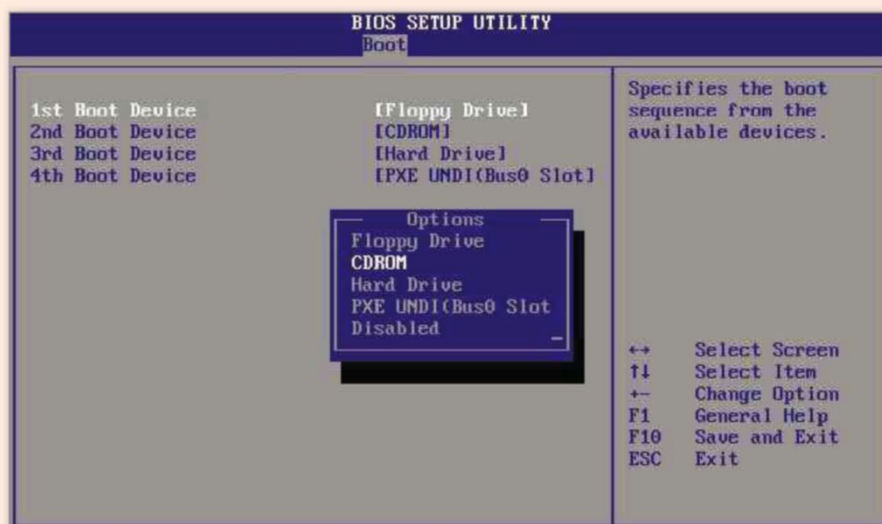 BIOS SETUP UTILITY
Boot
1st Boot Device [Floppy Drive]
2nd Boot Device [CDROM]
3rd Boot Device [Hard Drive]
4th Boot Device [PXE UNDI(Bus0 Slot]
Options
Floppy Drive
CDROM
Hard Drive
PXE UNDI(Bus0 Slot
Disabled
Specifies the boot
sequence from the
available devices.
↔ Select Screen
↑↓ Select Item
+- Change Option
F1 General Help
F10 Save and Exit
ESC Exit